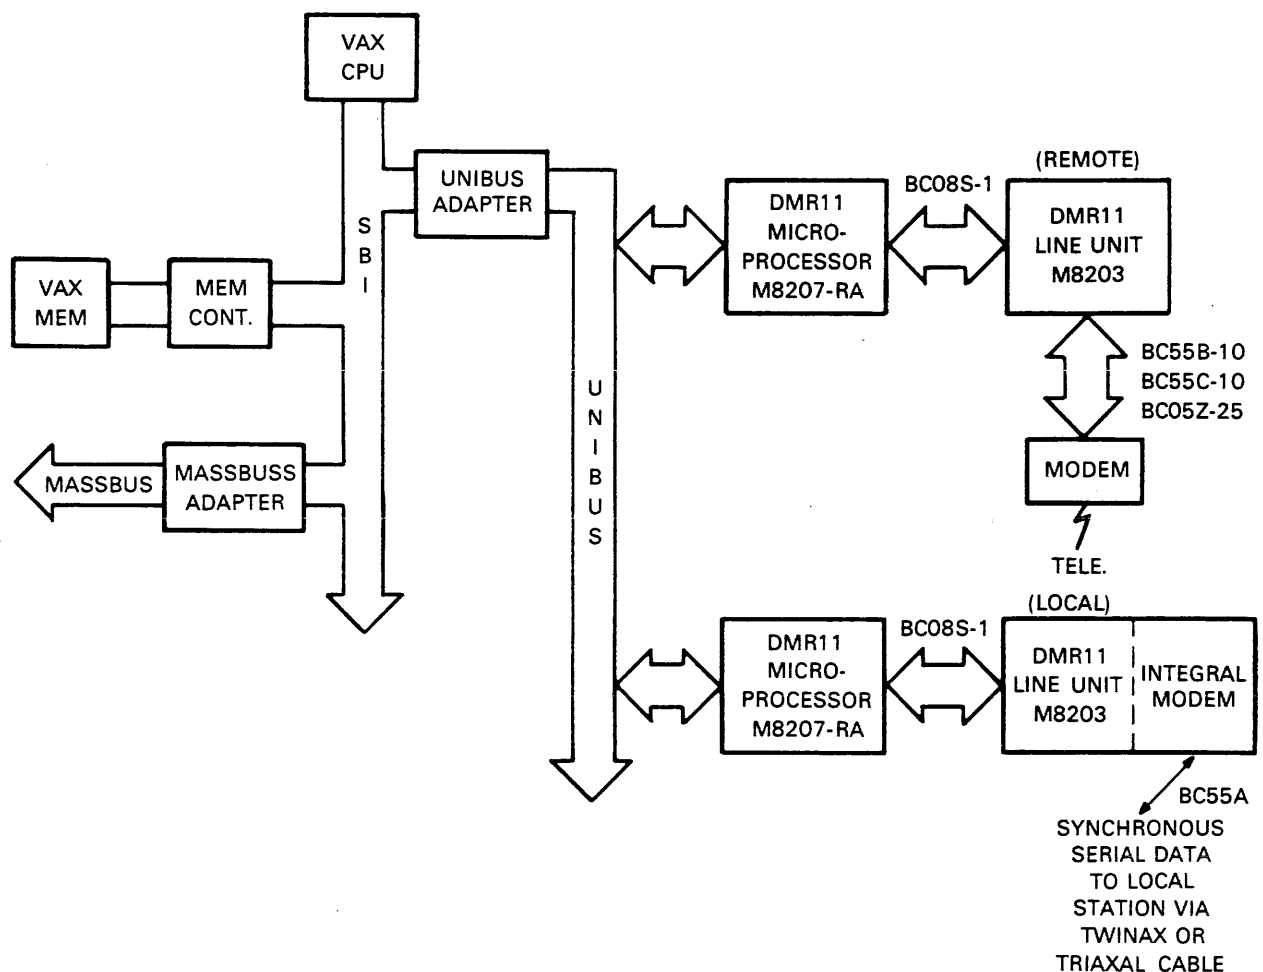 VAX
CPU
UNIBUS
ADAPTER
SBI
VAX
MEM
MEM
CONT.
MASSBUS
MASSBUSS
ADAPTER
UNIBUS
DMR11
MICRO-
PROCESSOR
M8207-RA
BC08S-1
(REMOTE)
DMR11
LINE UNIT
M8203
BC55B-10
BC55C-10
BC05Z-25
MODEM
TELE.
DMR11
MICRO-
PROCESSOR
M8207-RA
BC08S-1
(LOCAL)
DMR11
LINE UNIT
M8203
INTEGRAL
MODEM
BC55A
SYNCHRONOUS
SERIAL DATA
TO LOCAL
STATION VIA
TWINAX OR
TRIAXAL CABLE